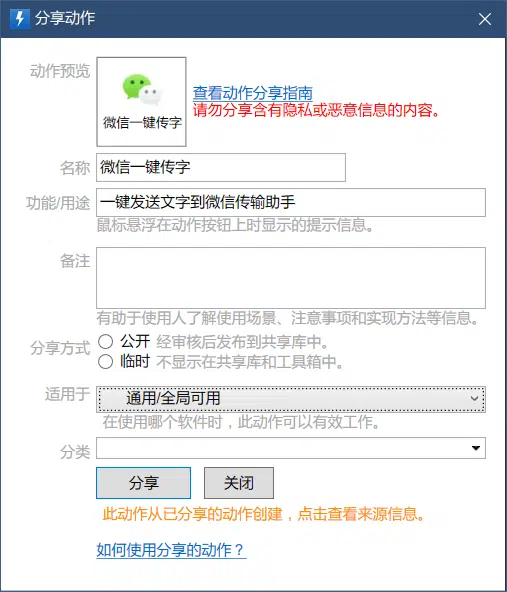 分享动作
动作预览
微信一键传字
查看动作分享指南
请勿分享含有隐私或恶意信息的内容。
名称 微信一键传字
功能/用途 一键发送文字到微信传输助手
鼠标悬浮在动作按钮上时显示的提示信息。
备注
有助于使用人了解使用场景、注意事项和实现方法等信息。
分享方式 公开 经审核后发布到共享库中。
临时 不显示在共享库和工具箱中。
适用于 通用/全局可用
在使用哪个软件时，此动作可以有效工作。
分类
分享 关闭
此动作从已分享的动作创建，点击查看来源信息。
如何使用分享的动作？